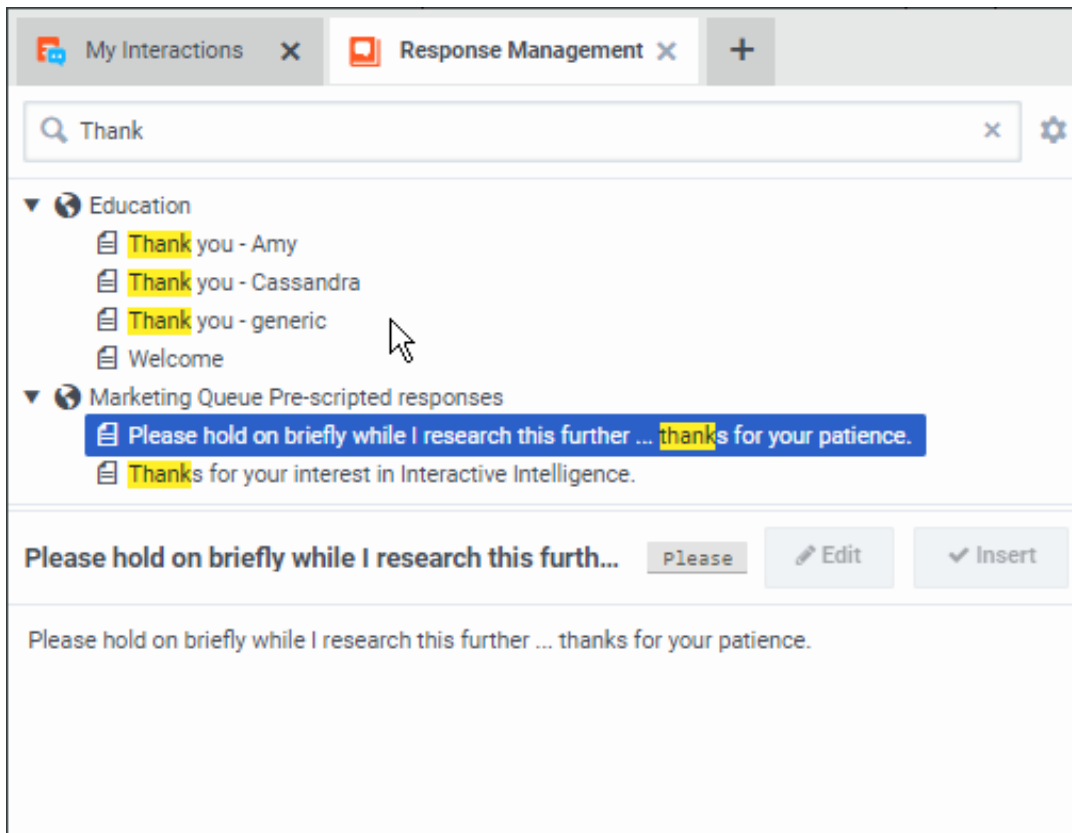 My Interactions
Response Management
Thank
Education
Thank you - Amy
Thank you - Cassandra
Thank you - generic
Welcome
Marketing Queue Pre-scripted responses
Please hold on briefly while I research this further ... thanks for your patience.
Thanks for your interest in Interactive Intelligence.
Please hold on briefly while I research this furth... Please Edit Insert
Please hold on briefly while I research this further ... thanks for your patience.